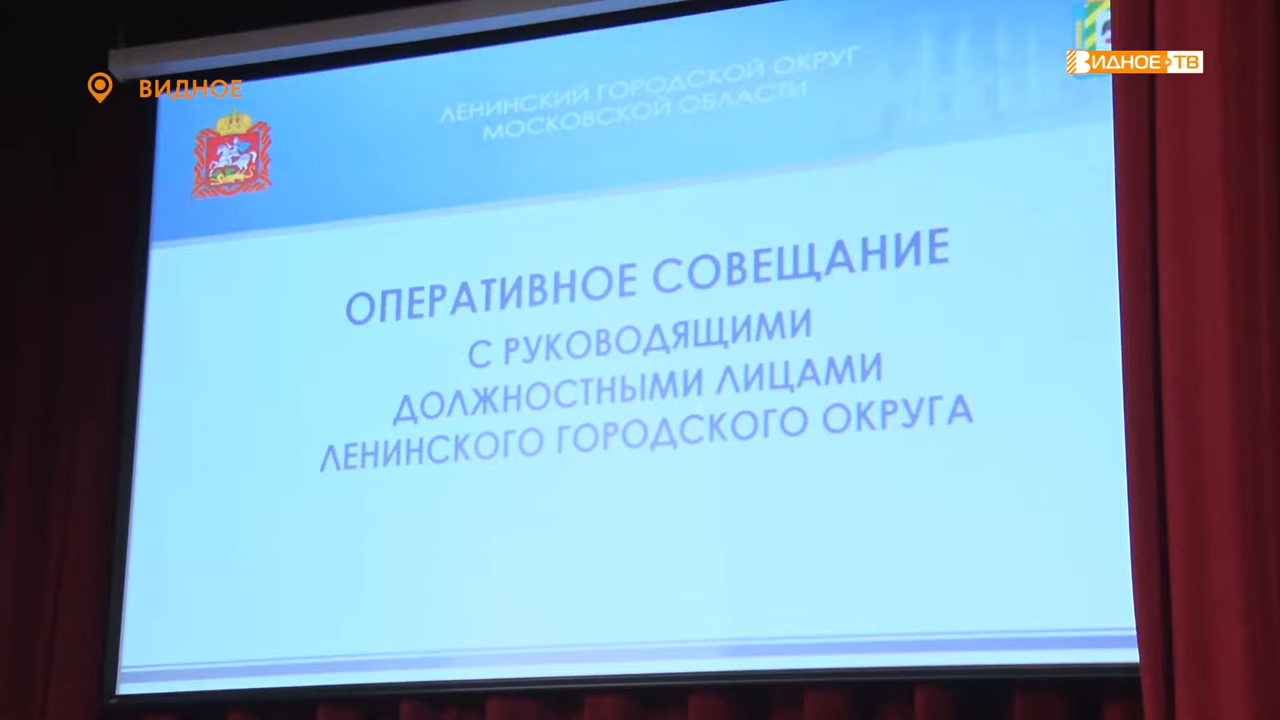 ВИДНОЕ
ВИДНОЕ ТВ
ЛЕНИНСКИЙ ГОРОДСКОЙ ОКРУГ
МОСКОВСКОЙ ОБЛАСТИ
ОПЕРАТИВНОЕ СОВЕЩАНИЕ
С РУКОВОДЯЩИМИ
ДОЛЖНОСТНЫМИ ЛИЦАМИ
ЛЕНИНСКОГО ГОРОДСКОГО ОКРУГА